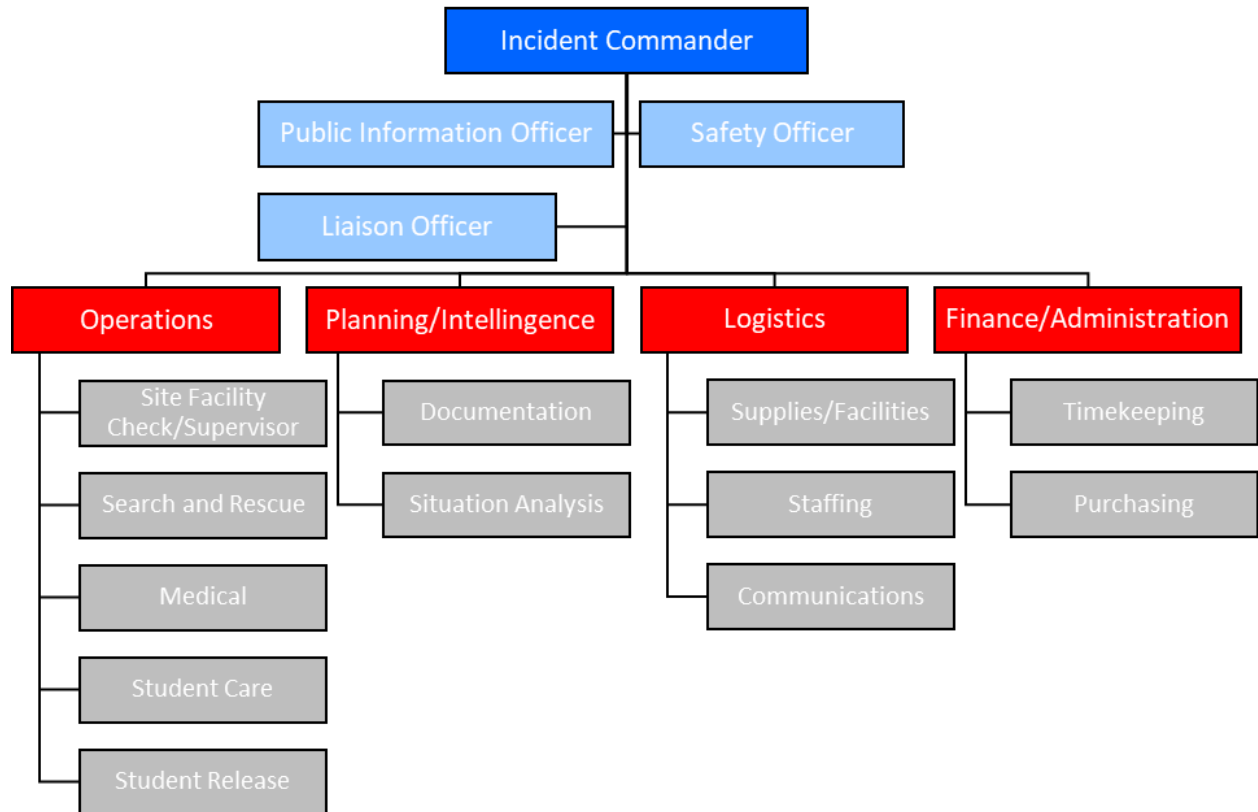 Incident Commander
Public Information Officer
Safety Officer
Liaison Officer
Operations
Planning/Intellingence
Logistics
Finance/Administration
Site Facility
Check/Supervisor
Documentation
Supplies/Facilities
Timekeeping
Search and Rescue
Situation Analysis
Staffing
Purchasing
Medical
Communications
Student Care
Student Release